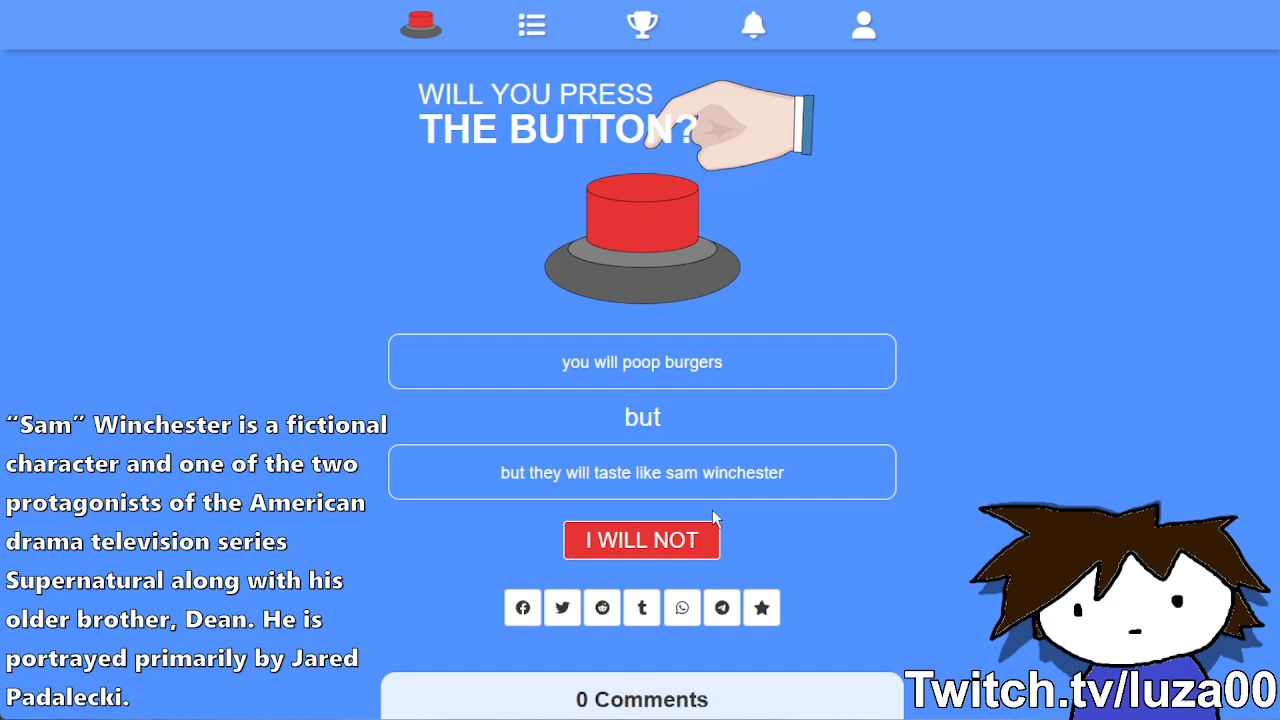 WILL YOU PRESS
THE BUTTON?
you will poop burgers
but
but they will taste like sam winchester
I WILL NOT
0 Comments
“Sam” Winchester is a fictional
character and one of the two
protagonists of the American
drama television series
Supernatural along with his
older brother, Dean. He is
portrayed primarily by Jared
Padalecki.
Twitch.tv/luza00